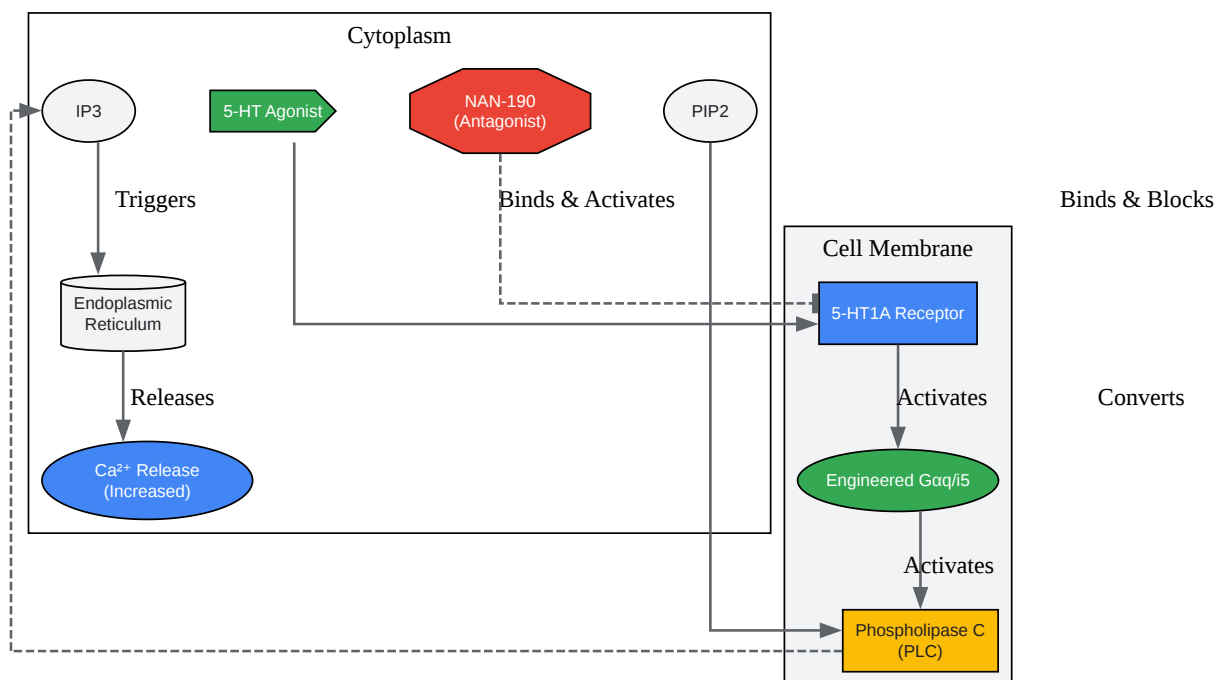 Cytoplasm
IP3
5-HT Agonist
NAN-190
(Antagonist)
PIP2
Triggers
Binds & Activates
Binds & Blocks
Cell Membrane
Endoplasmic
Reticulum
5-HT1A Receptor
Releases
Activates
Converts
Ca²⁺ Release
(Increased)
Engineered Gαq/i5
Activates
Phospholipase C
(PLC)